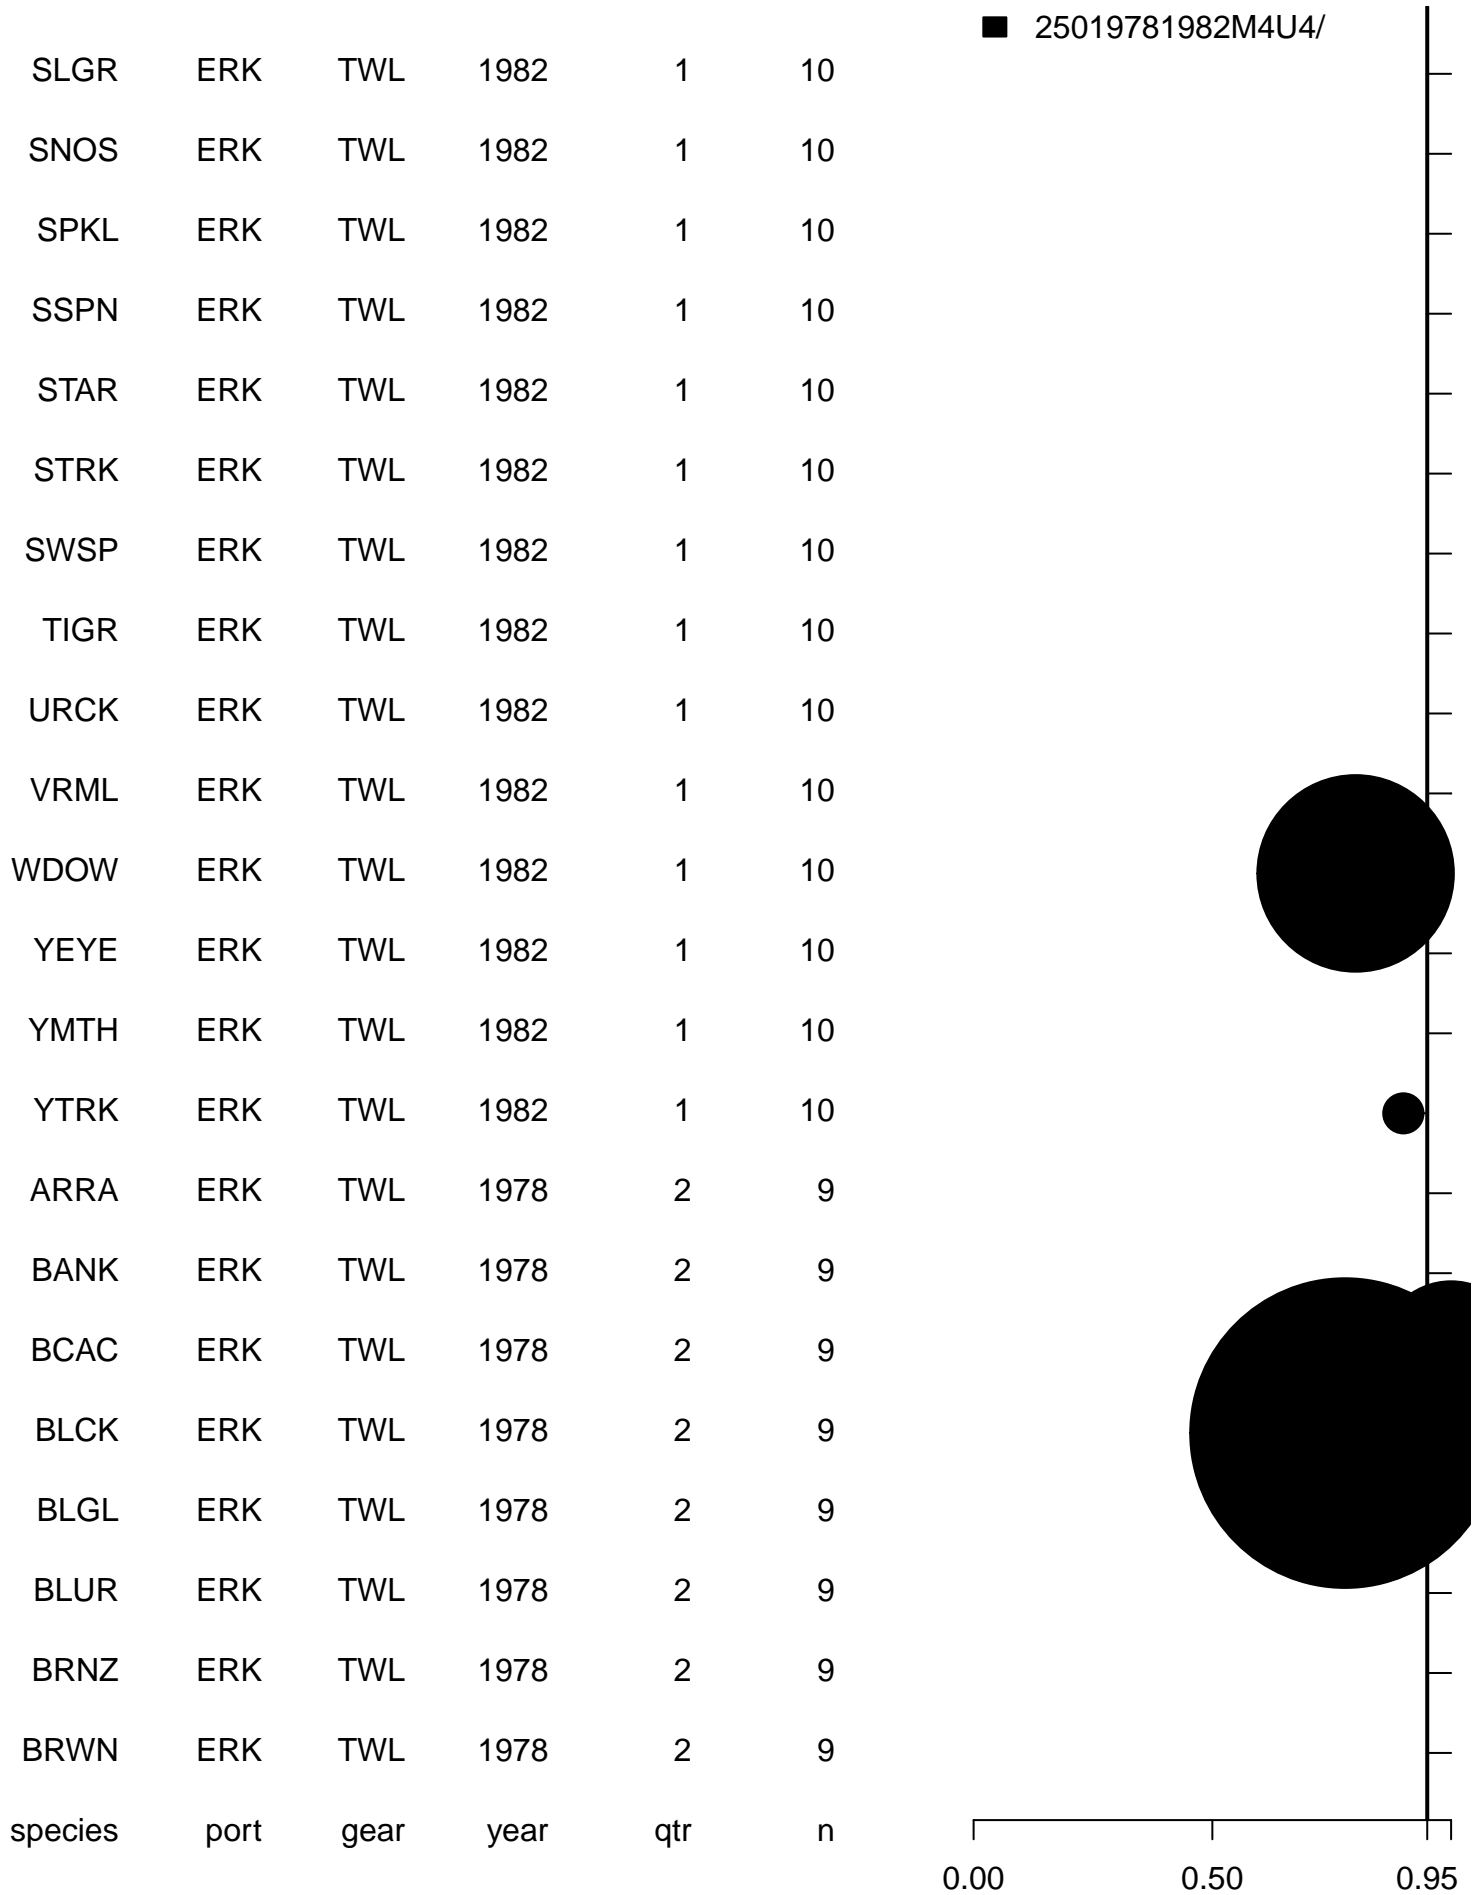 25019781982M4U4/
SLGR ERK TWL 1982 1 10
SNOS ERK TWL 1982 1 10
SPKL ERK TWL 1982 1 10
SSPN ERK TWL 1982 1 10
STAR ERK TWL 1982 1 10
STRK ERK TWL 1982 1 10
SWSP ERK TWL 1982 1 10
TIGR ERK TWL 1982 1 10
URCK ERK TWL 1982 1 10
VRML ERK TWL 1982 1 10
WDOW ERK TWL 1982 1 10
YEYE ERK TWL 1982 1 10
YMTH ERK TWL 1982 1 10
YTRK ERK TWL 1982 1 10
ARRA ERK TWL 1978 2 9
BANK ERK TWL 1978 2 9
BCAC ERK TWL 1978 2 9
BLCK ERK TWL 1978 2 9
BLGL ERK TWL 1978 2 9
BLUR ERK TWL 1978 2 9
BRNZ ERK TWL 1978 2 9
BRWN ERK TWL 1978 2 9
species port gear year qtr n
0.00 0.50 0.95